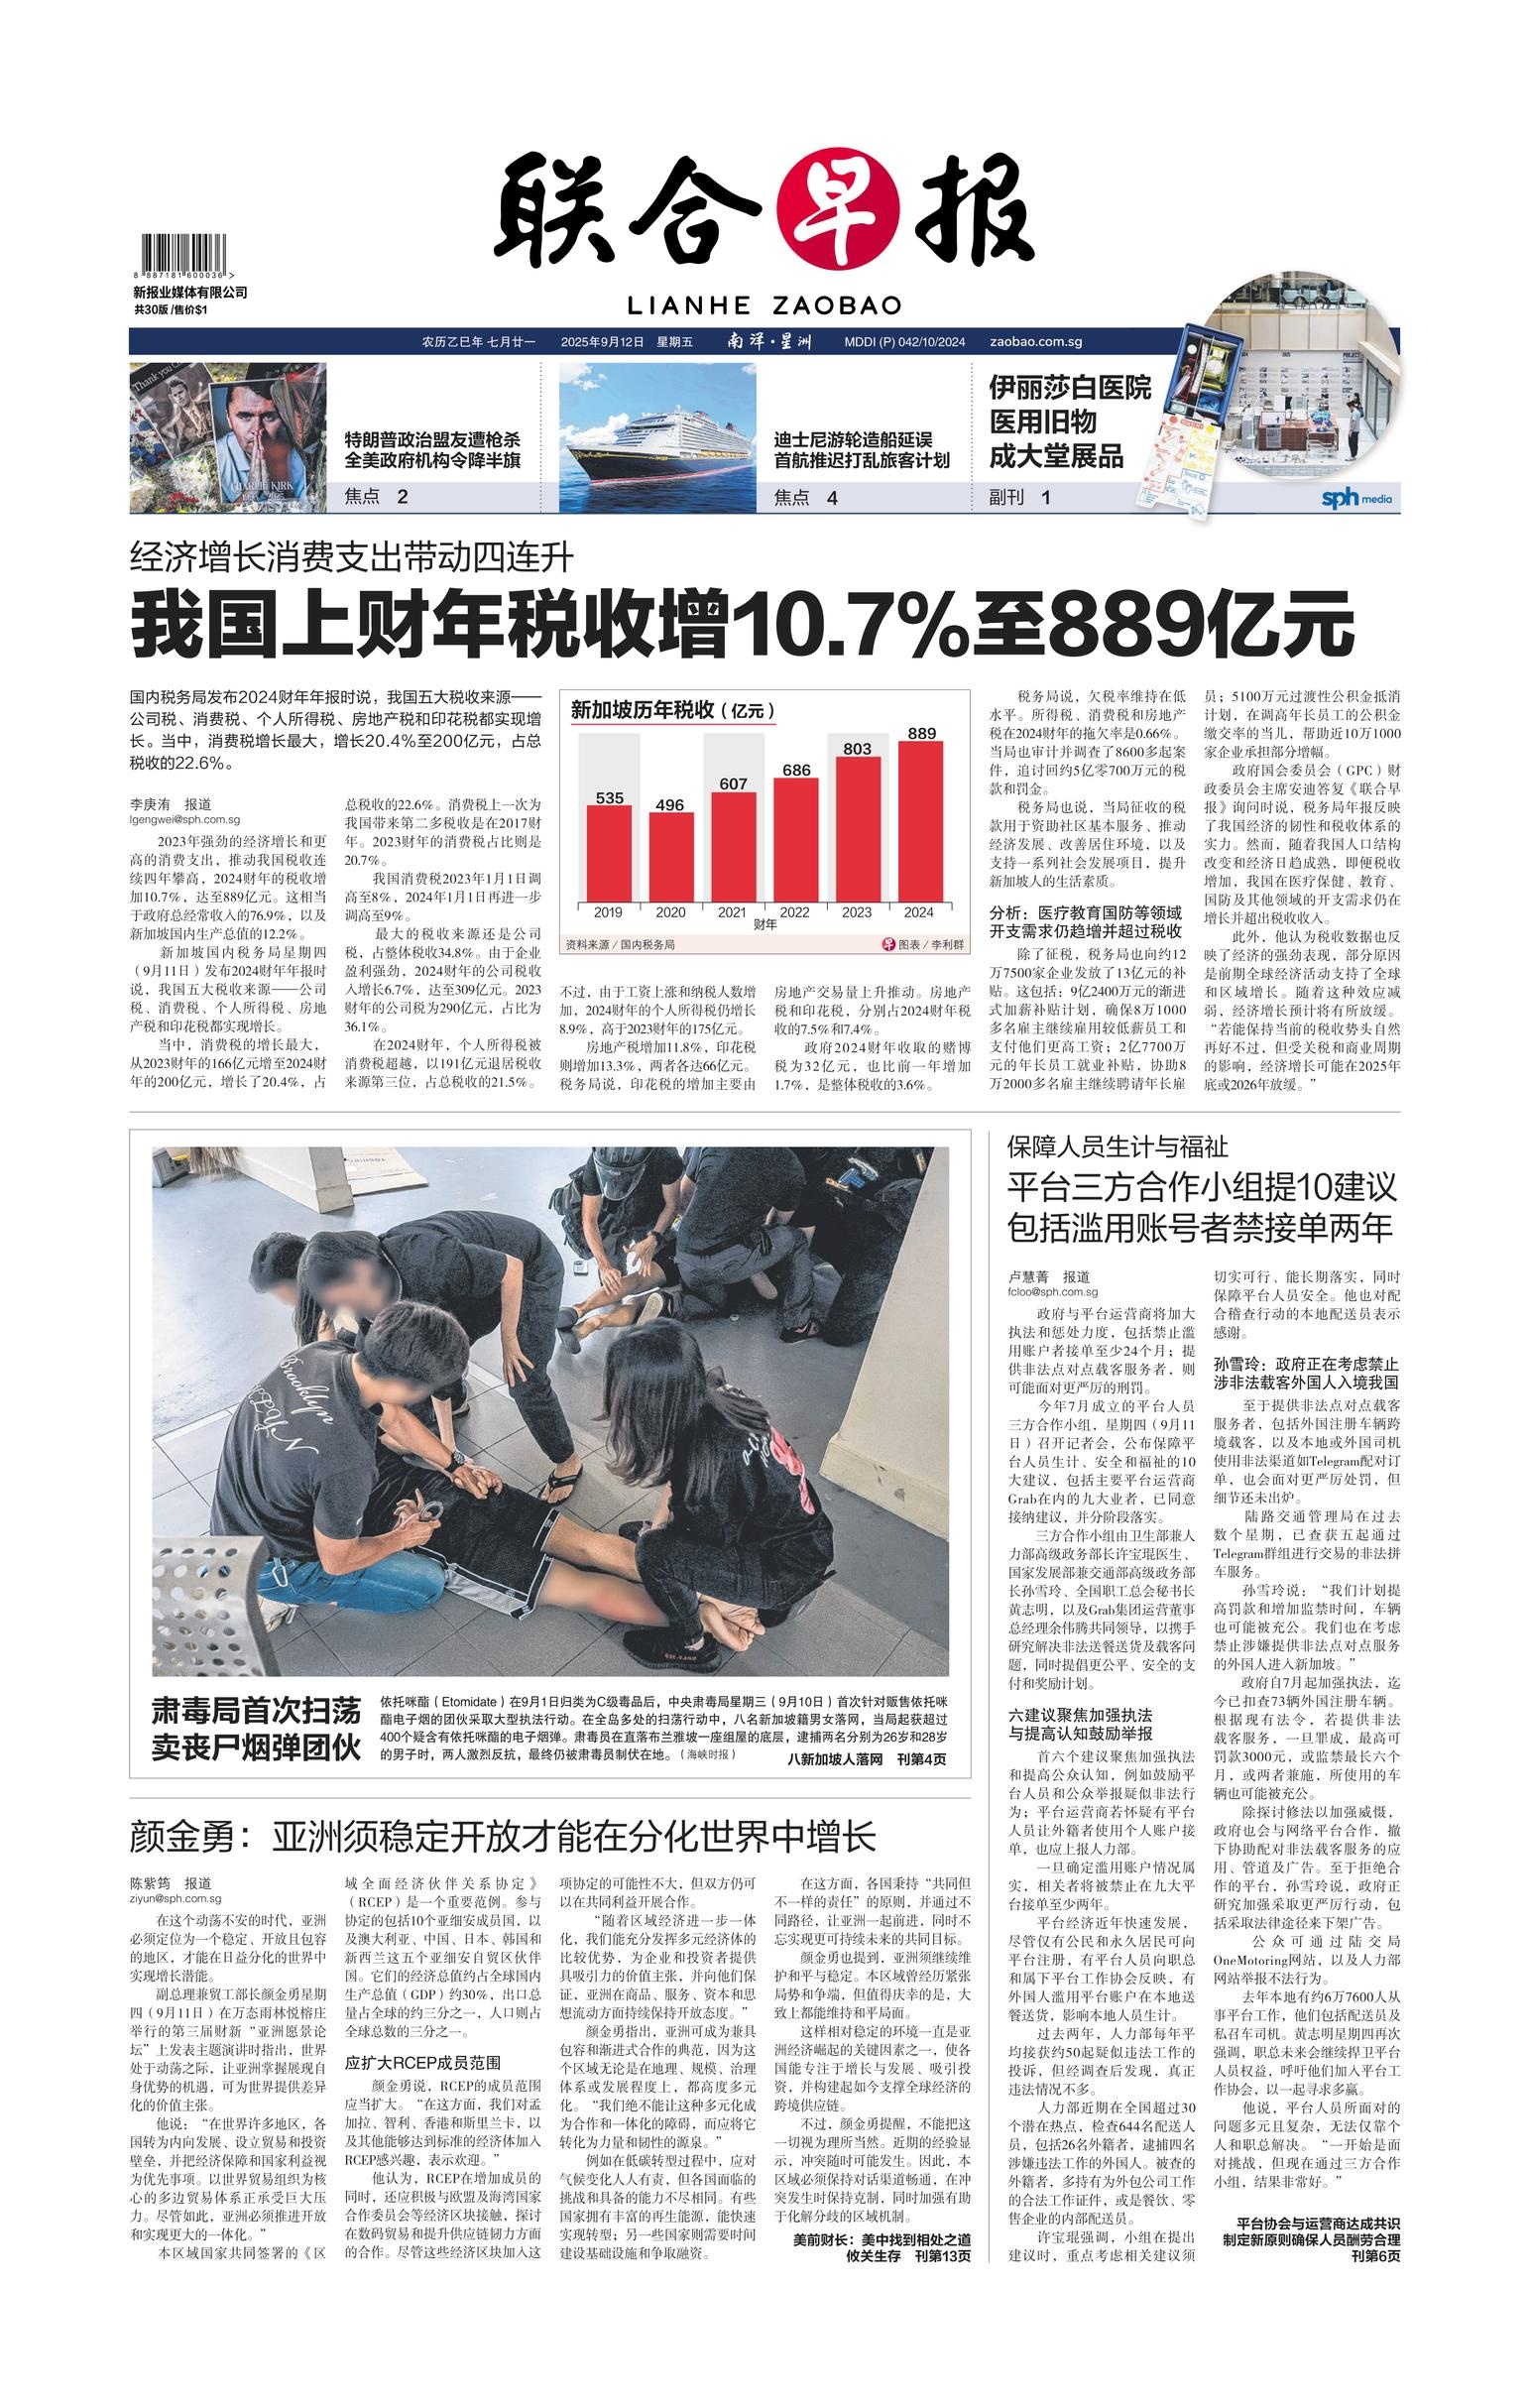 联合早报
LIANHE ZAOBAO
8 887181 600036 >
新报业媒体有限公司
共30版 /售价$1
农历乙巳年 七月廿一 2025年9月12日 星期五 南洋·星洲 MDDI (P) 042/10/2024 zaobao.com.sg
Thank you
CHARLIE KIRK
特朗普政治盟友遭枪杀
全美政府机构令降半旗
焦点 2
迪士尼游轮造船延误
首航推迟打乱旅客计划
焦点 4
伊丽莎白医院
医用旧物
成大堂展品
副刊 1
sph media
经济增长消费支出带动四连升
我国上财年税收增10.7%至889亿元
国内税务局发布2024财年年报时说，我国五大税收来源——
公司税、消费税、个人所得税、房地产税和印花税都实现增
长。当中，消费税增长最大，增长20.4%至200亿元，占总
税收的22.6%。
李庚洧 报道
lgengwei@sph.com.sg
2023年强劲的经济增长和更
高的消费支出，推动我国税收连
续四年攀高，2024财年的税收增
加10.7%，达至889亿元。这相当
于政府总经常收入的76.9%，以及
新加坡国内生产总值的12.2%。
新加坡国内税务局星期四
（9月11日）发布2024财年年报时
说，我国五大税收来源——公司
税、消费税、个人所得税、房地
产税和印花税都实现增长。
当中，消费税的增长最大，
从2023财年的166亿元增至2024财
年的200亿元，增长了20.4%，占
总税收的22.6%。消费税上一次为
我国带来第二多税收是在2017财
年。2023财年的消费税占比则是
20.7%。
我国消费税2023年1月1日调
高至8%，2024年1月1日再进一步
调高至9%。
最大的税收来源还是公司
税，占整体税收34.8%。由于企业
盈利强劲，2024财年的公司税收
入增长6.7%，达至309亿元。2023
财年的公司税为290亿元，占比为
36.1%。
在2024财年，个人所得税被
消费税超越，以191亿元退居税收
来源第三位，占总税收的21.5%。
新加坡历年税收（亿元）
535
496
607
686
803
889
2019 2020 2021 2022 2023 2024
财年
资料来源／国内税务局
早 图表／李利群
不过，由于工资上涨和纳税人数增
加，2024财年的个人所得税仍增长
8.9%，高于2023财年的175亿元。
房地产税增加11.8%，印花税
则增加13.3%，两者各达66亿元。
税务局说，印花税的增加主要由
房地产交易量上升推动。房地产
税和印花税，分别占2024财年税
收的7.5%和7.4%。
政府2024财年收取的赌博
税为32亿元，也比前一年增加
1.7%，是整体税收的3.6%。
税务局说，欠税率维持在低
水平。所得税、消费税和房地产
税在2024财年的拖欠率是0.66%。
当局也审计并调查了8600多起案
件，追讨回约5亿零700万元的税
款和罚金。
税务局也说，当局征收的税
款用于资助社区基本服务、推动
经济发展、改善居住环境，以及
支持一系列社会发展项目，提升
新加坡人的生活素质。
分析：医疗教育国防等领域
开支需求仍趋增并超过税收
除了征税，税务局也向约12
万7500家企业发放了13亿元的补
贴。这包括：9亿2400万元的渐进
式加薪补贴计划，确保8万1000
多名雇主继续雇用较低薪员工和
支付他们更高工资；2亿7700万
元的年长员工就业补贴，协助8
万2000多名雇主继续聘请年长雇
员；5100万元过渡性公积金抵消
计划，在调高年长员工的公积金
缴交率的当儿，帮助近10万1000
家企业承担部分增幅。
政府国会委员会（GPC）财
政委员会主席安迪答复《联合早
报》询问时说，税务局年报反映
了我国经济的韧性和税收体系的
实力。然而，随着我国人口结构
改变和经济日趋成熟，即便税收
增加，我国在医疗保健、教育、
国防及其他领域的开支需求仍在
增长并超出税收收入。
此外，他认为税收数据也反
映了经济的强劲表现，部分原因
是前期全球经济活动支持了全球
和区域增长。随着这种效应减
弱，经济增长预计将有所放缓。
“若能保持当前的税收势头自然
再好不过，但受关税和商业周期
的影响，经济增长可能在2025年
底或2026年放缓。”
Brooklyn
肃毒局首次扫荡
卖丧尸烟弹团伙
依托咪酯（Etomidate）在9月1日归类为C级毒品后，中央肃毒局星期三（9月10日）首次针对贩售依托咪
酯电子烟的团伙采取大型执法行动。在全岛多处的扫荡行动中，八名新加坡籍男女落网，当局起获超过
400个疑含有依托咪酯的电子烟弹。肃毒员在直落布兰雅坡一座组屋的底层，逮捕两名分别为26岁和28岁
的男子时，两人激烈反抗，最终仍被肃毒员制伏在地。（海峡时报）
八新加坡人落网 刊第4页
颜金勇：亚洲须稳定开放才能在分化世界中增长
陈紫筠 报道
ziyun@sph.com.sg
在这个动荡不安的时代，亚洲
必须定位为一个稳定、开放且包容
的地区，才能在日益分化的世界中
实现增长潜能。
副总理兼贸工部长颜金勇星期
四（9月11日）在万态雨林悦榕庄
举行的第三届财新“亚洲愿景论
坛”上发表主题演讲时指出，世界
处于动荡之际，让亚洲掌握展现自
身优势的机遇，可为世界提供差异
化的价值主张。
他说：“在世界许多地区，各
国转为内向发展、设立贸易和投资
壁垒，并把经济保障和国家利益视
为优先事项。以世界贸易组织为核
心的多边贸易体系正承受巨大压
力。尽管如此，亚洲必须推进开放
和实现更大的一体化。”
本区域国家共同签署的《区
域全面经济伙伴关系协定》
（RCEP）是一个重要范例。参与
协定的包括10个亚细安成员国，以
及澳大利亚、中国、日本、韩国和
新西兰这五个亚细安自贸区伙伴
国。它们的经济总值约占全球国内
生产总值（GDP）约30%，出口总
量占全球的约三分之一，人口则占
全球总数的三分之一。
应扩大RCEP成员范围
颜金勇说，RCEP的成员范围
应当扩大。“在这方面，我们对孟
加拉、智利、香港和斯里兰卡，以
及其他能够达到标准的经济体加入
RCEP感兴趣，表示欢迎。”
他认为，RCEP在增加成员的
同时，还应积极与欧盟及海湾国家
合作委员会等经济区块接触，探讨
在数码贸易和提升供应链韧力方面
的合作。尽管这些经济区块加入这
项协定的可能性不大，但双方仍可
以在共同利益开展合作。
“随着区域经济进一步一体
化，我们能充分发挥多元经济体的
比较优势，为企业和投资者提供
具吸引力的价值主张，并向他们保
证，亚洲在商品、服务、资本和思
想流动方面持续保持开放态度。”
颜金勇指出，亚洲可成为兼具
包容和渐进式合作的典范，因为这
个区域无论是在地理、规模、治理
体系或发展程度上，都高度多元
化。“我们绝不能让这种多元化成
为合作和一体化的障碍，而应将它
转化为力量和韧性的源泉。”
例如在低碳转型过程中，应对
气候变化人人有责，但各国面临的
挑战和具备的能力不尽相同。有些
国家拥有丰富的再生能源，能快速
实现转型；另一些国家则需要时间
建设基础设施和争取融资。
在这方面，各国秉持“共同但
不一样的责任”的原则，并通过不
同路径，让亚洲一起前进，同时不
忘实现更可持续未来的共同目标。
颜金勇也提到，亚洲须继续维
护和平与稳定。本区域曾经历紧张
局势和争端，但值得庆幸的是，大
致上都能维持和平局面。
这样相对稳定的环境一直是亚
洲经济崛起的关键因素之一，使各
国能专注于增长与发展、吸引投
资，并构建起如今支撑全球经济的
跨境供应链。
不过，颜金勇提醒，不能把这
一切视为理所当然。近期的经验显
示，冲突随时可能发生。因此，本
区域必须保持对话渠道畅通，在冲
突发生时保持克制，同时加强有助
于化解分歧的区域机制。
美前财长：美中找到相处之道
攸关生存 刊第13页
保障人员生计与福祉
平台三方合作小组提10建议
包括滥用账号者禁接单两年
卢慧菁 报道
fcloo@sph.com.sg
政府与平台运营商将加大
执法和惩处力度，包括禁止滥
用账户者接单至少24个月；提
供非法点对点载客服务者，则
可能面对更严厉的刑罚。
今年7月成立的平台人员
三方合作小组，星期四（9月11
日）召开记者会，公布保障平
台人员生计、安全和福祉的10
大建议，包括主要平台运营商
Grab在内的九大业者，已同意
接纳建议，并分阶段落实。
三方合作小组由卫生部兼人
力部高级政务部长许宝琨医生、
国家发展部兼交通部高级政务部
长孙雪玲、全国职工总会秘书长
黄志明，以及Grab集团运营董事
总经理余伟腾共同领导，以携手
研究解决非法送餐送货及载客问
题，同时提倡更公平、安全的支
付和奖励计划。
六建议聚焦加强执法
与提高认知鼓励举报
首六个建议聚焦加强执法
和提高公众认知，例如鼓励平
台人员和公众举报疑似非法行
为；平台运营商若怀疑有平台
人员让外籍者使用个人账户接
单，也应上报人力部。
一旦确定滥用账户情况属
实，相关者将被禁止在九大平
台接单至少两年。
平台经济近年快速发展，
尽管仅有公民和永久居民可向
平台注册，有平台人员向职总
和属下平台工作协会反映，有
外国人滥用平台账户在本地送
餐送货，影响本地人员生计。
过去两年，人力部每年平
均接获约50起疑似违法工作的
投诉，但经调查后发现，真正
违法情况不多。
人力部近期在全国超过30
个潜在热点，检查644名配送人
员，包括26名外籍者，逮捕四名
涉嫌违法工作的外国人。被查的
外籍者，多持有为外包公司工作
的合法工作证件，或是餐饮、零
售企业的内部配送员。
许宝琨强调，小组在提出
建议时，重点考虑相关建议须
切实可行、能长期落实，同时
保障平台人员安全。他也对配
合稽查行动的本地配送员表示
感谢。
孙雪玲：政府正在考虑禁止
涉非法载客外国人入境我国
至于提供非法点对点载客
服务者，包括外国注册车辆跨
境载客，以及本地或外国司机
使用非法渠道如Telegram配对订
单，也会面对更严厉处罚，但
细节还未出炉。
陆路交通管理局在过去
数个星期，已查获五起通过
Telegram群组进行交易的非法拼
车服务。
孙雪玲说：“我们计划提
高罚款和增加监禁时间，车辆
也可能被充公。我们也在考虑
禁止涉嫌提供非法点对点服务
的外国人进入新加坡。”
政府自7月起加强执法，迄
今已扣查73辆外国注册车辆。
根据现有法令，若提供非法
载客服务，一旦罪成，最高可
罚款3000元，或监禁最长六个
月，或两者兼施，所使用的车
辆也可能被充公。
除探讨修法以加强威慑，
政府也会与网络平台合作，撤
下协助配对非法载客服务的应
用、管道及广告。至于拒绝合
作的平台，孙雪玲说，政府正
研究加强采取更严厉行动，包
括采取法律途径来下架广告。
公众可通过陆交局
OneMotoring网站，以及人力部
网站举报不法行为。
去年本地有约6万7600人从
事平台工作，他们包括配送员及
私召车司机。黄志明星期四再次
强调，职总未来会继续捍卫平台
人员权益，呼吁他们加入平台工
作协会，以一起寻求多赢。
他说，平台人员所面对的
问题多元且复杂，无法仅靠个
人和职总解决。“一开始是面
对挑战，但现在通过三方合作
小组，结果非常好。”
平台协会与运营商达成共识
制定新原则确保人员酬劳合理
刊第6页